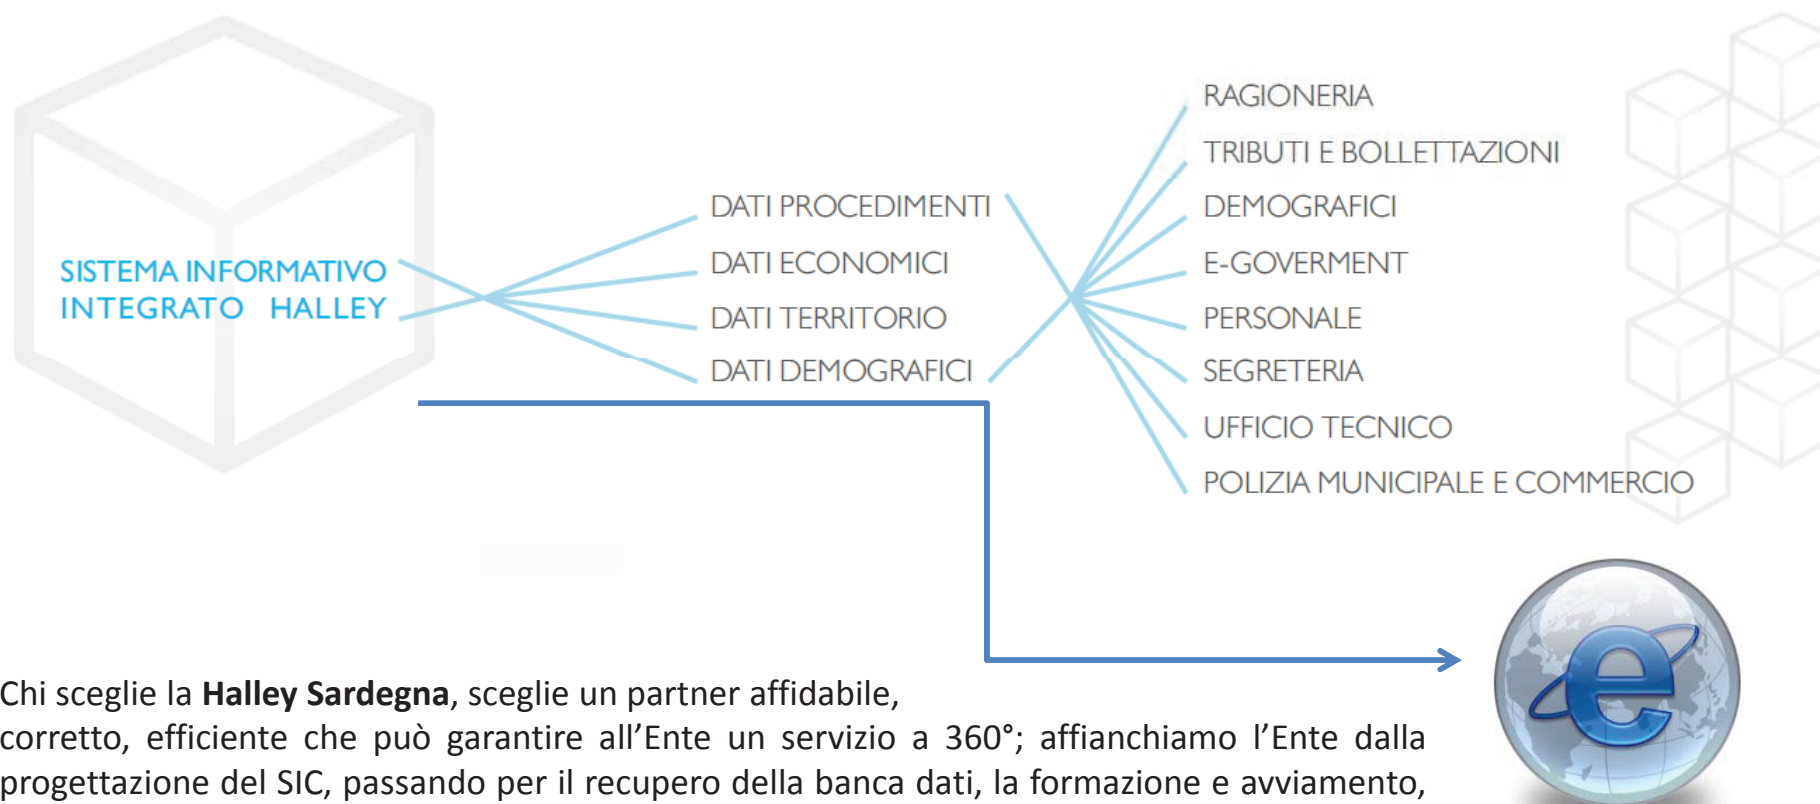 SISTEMA INFORMATIVO
INTEGRATO HALLEY
DATI PROCEDIMENTI
DATI ECONOMICI
DATI TERRITORIO
DATI DEMOGRAFICI
RAGIONERIA
TRIBUTI E BOLLETTAZIONI
DEMOGRAFICI
E-GOVERMENT
PERSONALE
SEGRETERIA
UFFICIO TECNICO
POLIZIA MUNICIPALE E COMMERCIO
e
Chi sceglie la Halley Sardegna, sceglie un partner affidabile,
corretto, efficiente che può garantire all’Ente un servizio a 360°; affianchiamo l’Ente dalla
progettazione del SIC, passando per il recupero della banca dati, la formazione e avviamento,